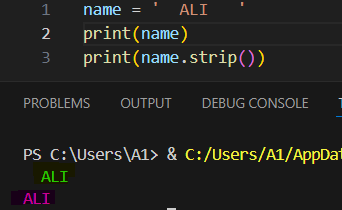 1 name = '  ALI   '
2 print(name)
3 print(name.strip())
PROBLEMS OUTPUT DEBUG CONSOLE
PS C:\Users\A1> & C:/Users/A1/AppDat
  ALI
ALI